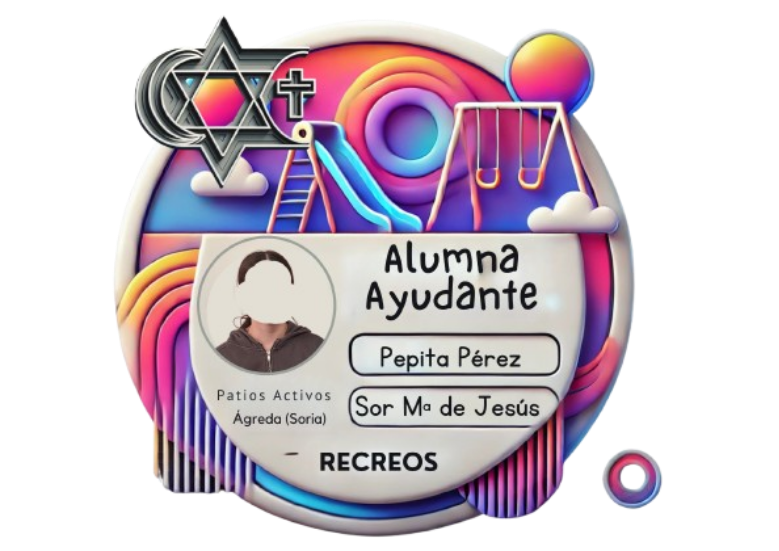 Alumna
Ayudante
Pepita Pérez
Patios Activos
Sor Mª de Jesús
Ágreda (Soria)
RECREOS